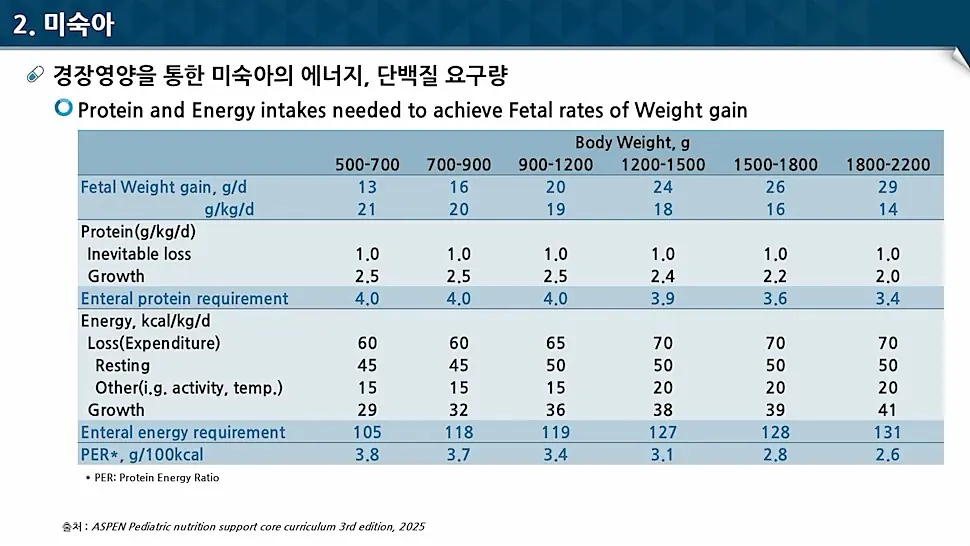 2. 미숙아
경장영양을 통한 미숙아의 에너지, 단백질 요구량
Protein and Energy intakes needed to achieve Fetal rates of Weight gain
Body Weight, g
500-700 700-900 900-1200 1200-1500 1500-1800 1800-2200
Fetal Weight gain, g/d 13 16 20 24 26 29
g/kg/d 21 20 19 18 16 14
Protein(g/kg/d)
Inevitable loss 1.0 1.0 1.0 1.0 1.0 1.0
Growth 2.5 2.5 2.5 2.4 2.2 2.0
Enteral protein requirement 4.0 4.0 4.0 3.9 3.6 3.4
Energy, kcal/kg/d
Loss(Expenditure) 60 60 65 70 70 70
Resting 45 45 50 50 50 50
Other(i.g. activity, temp.) 15 15 15 20 20 20
Growth 29 32 36 38 39 41
Enteral energy requirement 105 118 119 127 128 131
PER*, g/100kcal 3.8 3.7 3.4 3.1 2.8 2.6
* PER: Protein Energy Ratio
출처 : ASPEN Pediatric nutrition support core curriculum 3rd edition, 2025